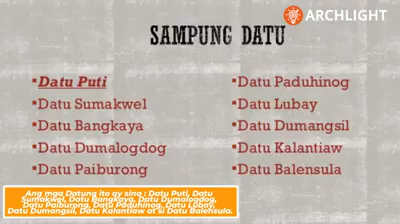 ARCHLIGHT
SAMPUNG DATU
Datu Puti
Datu Sumakwel
Datu Bangkaya
Datu Dumalogdog
Datu Paiburong
Datu Paduhinog
Datu Lubay
Datu Dumangsil
Datu Kalantiaw
Datu Balensula
Ang mga Datung ito ay sina : Datu Puti, Datu
Sumakwel, Datu Bangkaya, Datu Dumalogdog,
Datu Paiburong, Datu Paduhinog, Datu Lubay,
Datu Dumangsil, Datu Kalantiaw at si Datu Balensula.